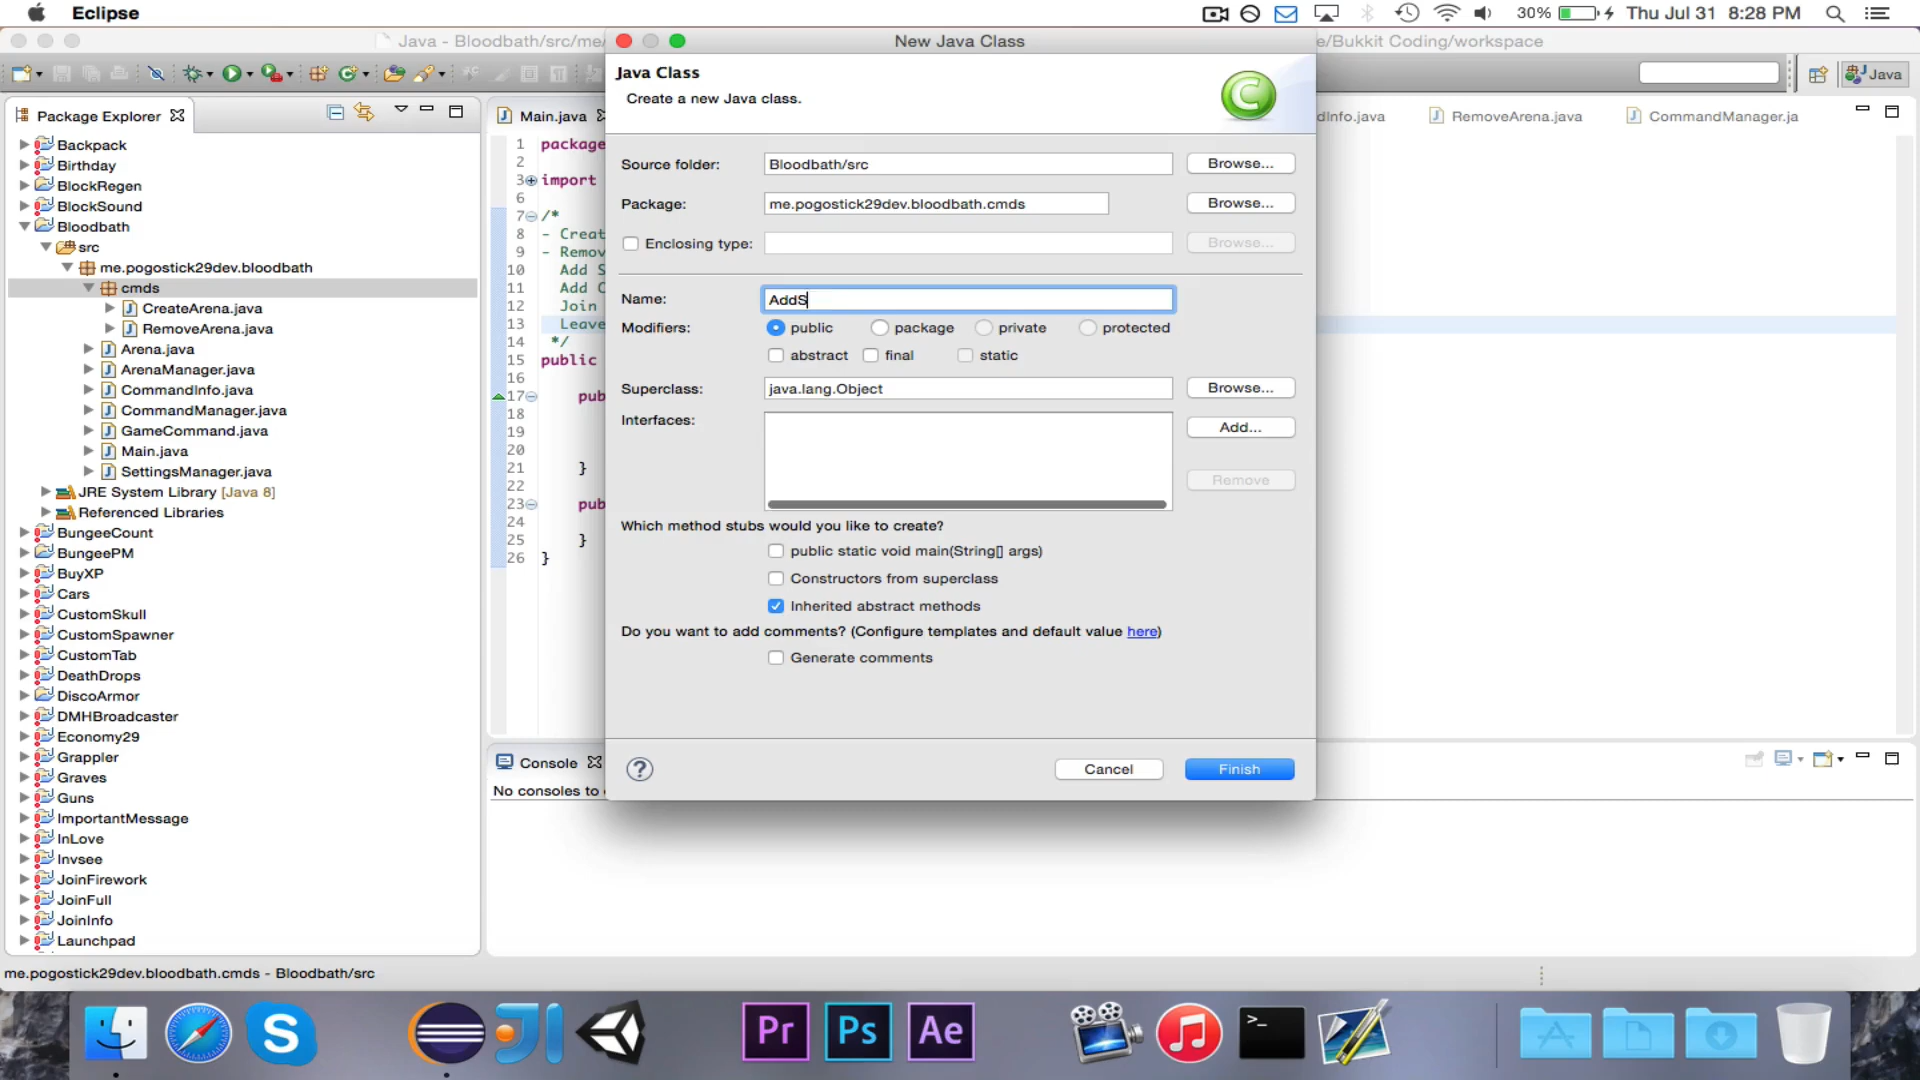 Eclipse
30%
Thu Jul 31 8:28 PM
Java - Bloodbath/src/me/
New Java Class
e/Bukkit Coding/workspace
Java
Package Explorer
Backpack
Birthday
BlockRegen
BlockSound
Bloodbath
src
me.pogostick29dev.bloodbath
cmds
CreateArena.java
RemoveArena.java
Arena.java
ArenaManager.java
CommandInfo.java
CommandManager.java
GameCommand.java
Main.java
SettingsManager.java
JRE System Library [Java 8]
Referenced Libraries
BungeeCount
BungeePM
BuyXP
Cars
CustomSkull
CustomSpawner
CustomTab
DeathDrops
DiscoArmor
DMHBroadcaster
Economy29
Grappler
Graves
Guns
ImportantMessage
InLove
Invsee
JoinFirework
JoinFull
JoinInfo
Launchpad
Main.java
dInfo.java
RemoveArena.java
CommandManager.ja
1 package
2
3 import
6
7 /*
8 - Creat
9 - Remov
10 Add S
11 Add C
12 Join
13 Leave
14 */
15 public
16
17 pub
18
19
20
21 }
22
23 pub
24
25 }
26 }
Java Class
Create a new Java class.
C
Source folder:
Bloodbath/src
Browse...
Package:
me.pogostick29dev.bloodbath.cmds
Browse...
Enclosing type:
Browse...
Name:
AddS
Modifiers:
public
package
private
protected
abstract
final
static
Superclass:
java.lang.Object
Browse...
Interfaces:
Add...
Remove
Which method stubs would you like to create?
public static void main(String[] args)
Constructors from superclass
Inherited abstract methods
Do you want to add comments? (Configure templates and default value here)
Generate comments
?
Cancel
Finish
Console
No consoles to
me.pogostick29dev.bloodbath.cmds - Bloodbath/src
S
Pr
Ps
Ae
>_